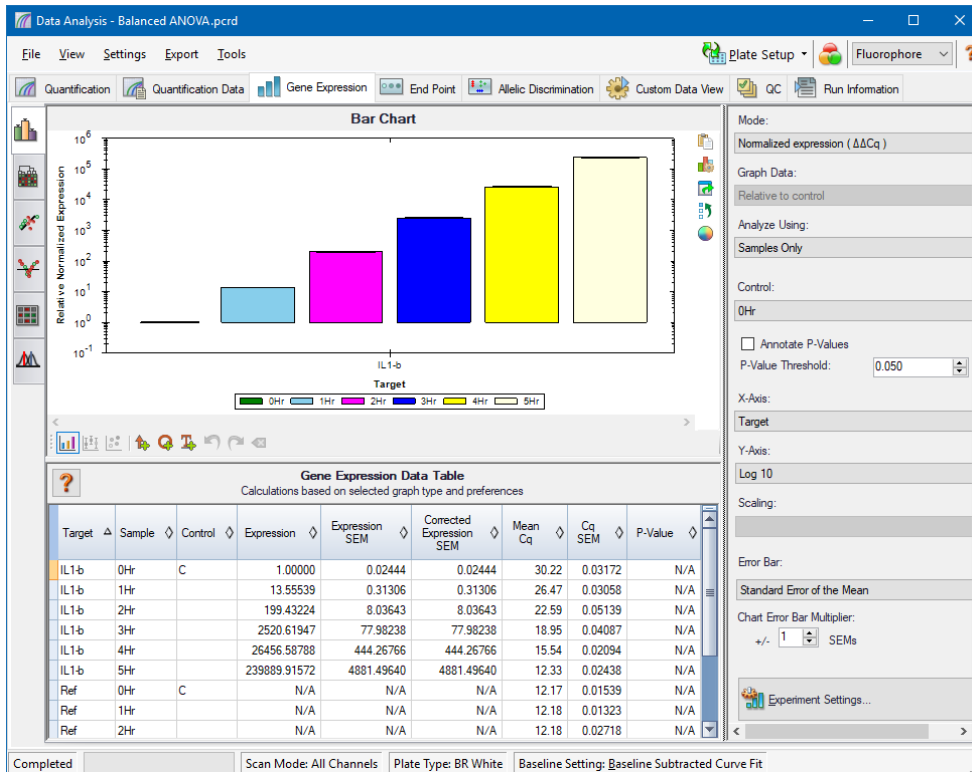 Data Analysis - Balanced ANOVA.pcrd
File View Settings Export Tools Plate Setup Fluorophore ?
Quantification Quantification Data Gene Expression End Point Allelic Discrimination Custom Data View QC Run Information
Bar Chart
Relative Normalized Expression
10^6
10^5
10^4
10^3
10^2
10^1
10^0
10^-1
IL1-b
Target
0Hr 1Hr 2Hr 3Hr 4Hr 5Hr
?
Gene Expression Data Table
Calculations based on selected graph type and preferences
Target Sample Control Expression Expression SEM Corrected Expression SEM Mean Cq Cq SEM P-Value
IL1-b 0Hr C 1.00000 0.02444 0.02444 30.22 0.03172 N/A
IL1-b 1Hr 13.55539 0.31306 0.31306 26.47 0.03058 N/A
IL1-b 2Hr 199.43224 8.03643 8.03643 22.59 0.05139 N/A
IL1-b 3Hr 2520.61947 77.98238 77.98238 18.95 0.04087 N/A
IL1-b 4Hr 26456.58788 444.26766 444.26766 15.54 0.02094 N/A
IL1-b 5Hr 239889.91572 4881.49640 4881.49640 12.33 0.02438 N/A
Ref 0Hr C N/A N/A N/A 12.17 0.01539 N/A
Ref 1Hr N/A N/A N/A 12.18 0.01323 N/A
Ref 2Hr N/A N/A N/A 12.18 0.02718 N/A
Mode:
Normalized expression ( ΔΔCq )
Graph Data:
Relative to control
Analyze Using:
Samples Only
Control:
0Hr
Annotate P-Values
P-Value Threshold: 0.050
X-Axis:
Target
Y-Axis:
Log 10
Scaling:
Error Bar:
Standard Error of the Mean
Chart Error Bar Multiplier:
+/- 1 SEMs
Experiment Settings...
Completed Scan Mode: All Channels Plate Type: BR White Baseline Setting: Baseline Subtracted Curve Fit